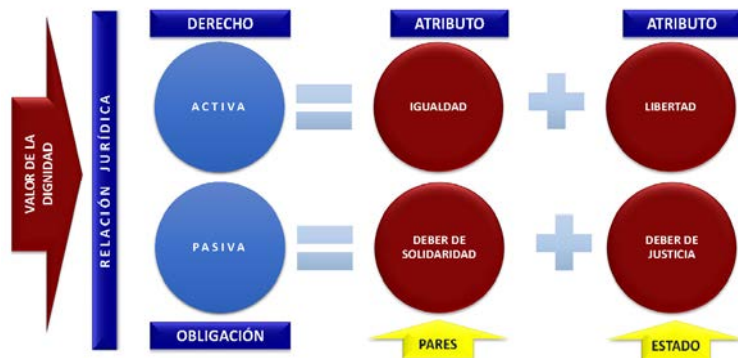 VALOR DE LA
DIGNIDAD
RELACIÓN JURÍDICA
DERECHO
ATRIBUTO
ATRIBUTO
ACTIVA
IGUALDAD
LIBERTAD
PASIVA
DEBER DE
SOLIDARIDAD
DEBER DE
JUSTICIA
OBLIGACIÓN
PARES
ESTADO